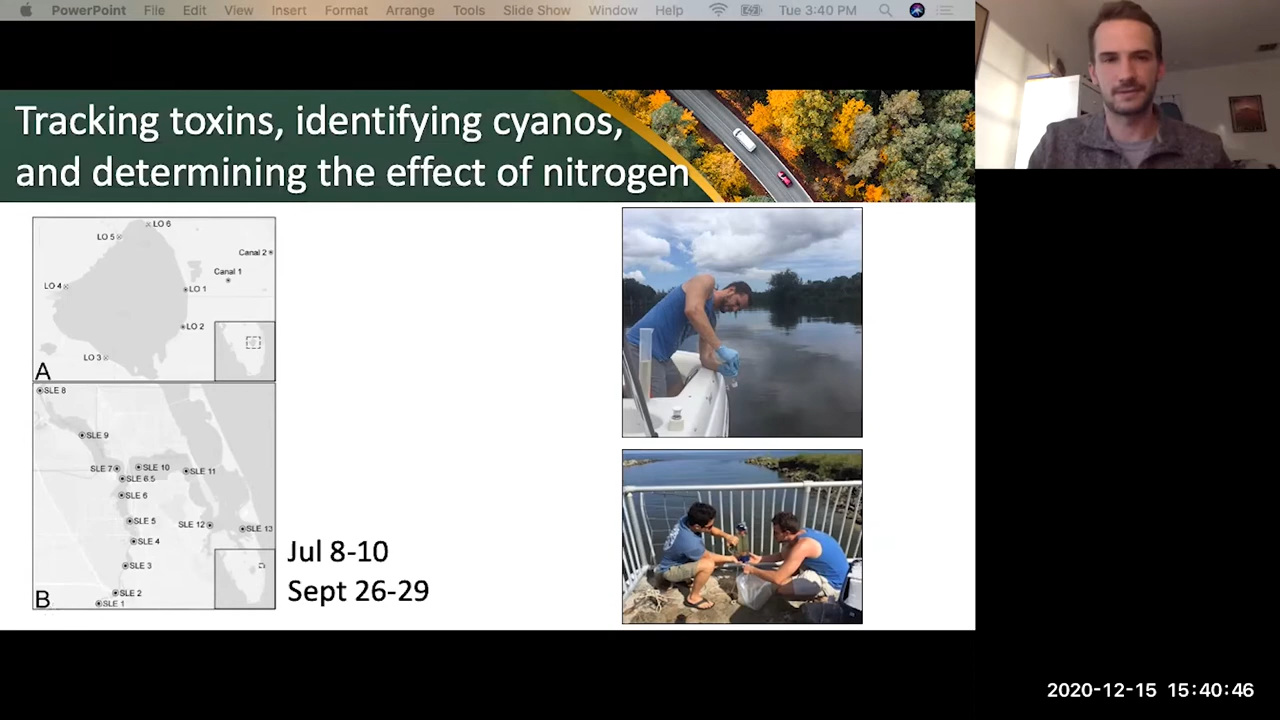 PowerPoint File Edit View Insert Format Arrange Tools Slide Show Window Help Tue 3:40 PM
Tracking toxins, identifying cyanos,
and determining the effect of nitrogen
LO 6
LO 5
Canal 2
Canal 1
LO 4
LO 1
LO 2
LO 3
A
SLE 8
SLE 9
SLE 7
SLE 10
SLE 11
SLE 6.5
SLE 6
SLE 5
SLE 12
SLE 13
SLE 4
SLE 3
SLE 2
SLE 1
B
Jul 8-10
Sept 26-29
2020-12-15 15:40:46